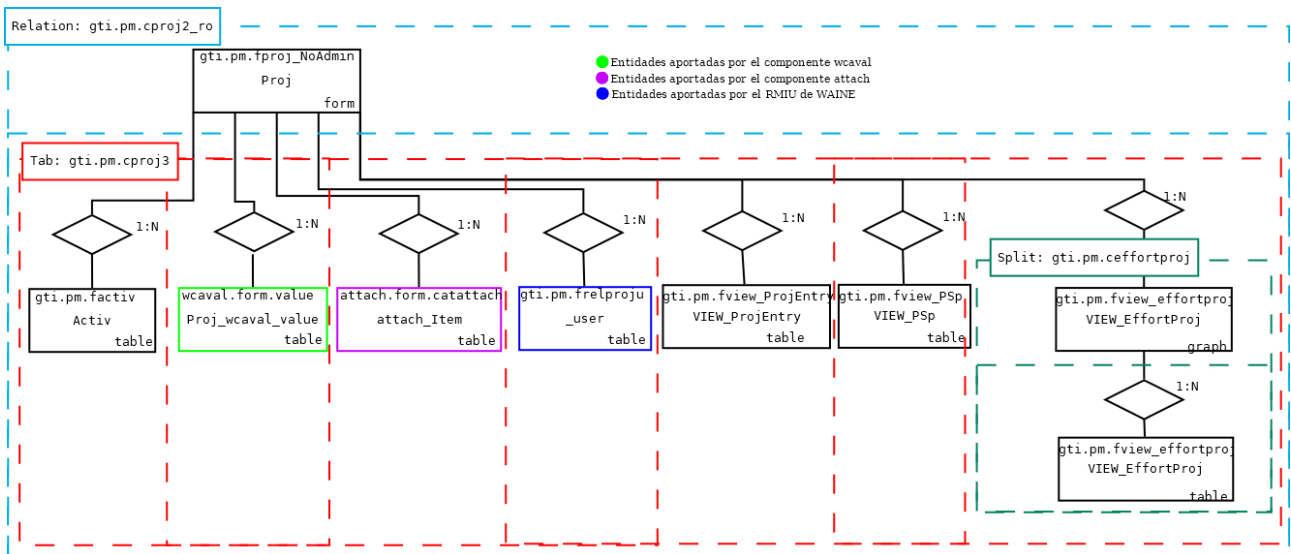 Relation: gti.pm.cproj2_ro
gti.pm.fproj_NoAdmin
Proj
form
Entidades aportadas por el componente wcaval
Entidades aportadas por el componente attach
Entidades aportadas por el RMIU de WAINE
Tab: gti.pm.cproj3
1:N
1:N
1:N
1:N
1:N
1:N
1:N
Split: gti.pm.ceffortproj
gti.pm.factiv
Activ
table
wcaval.form.value
Proj_wcaval_value
table
attach.form.catattach
attach_Item
table
gti.pm.frelproju
_user
table
gti.pm.fview_ProjEntry
VIEW_ProjEntry
table
gti.pm.fview_PSp
VIEW_PSp
table
gti.pm.fview_effortproj
VIEW_EffortProj
graph
1:N
gti.pm.fview_effortproj
VIEW_EffortProj
table